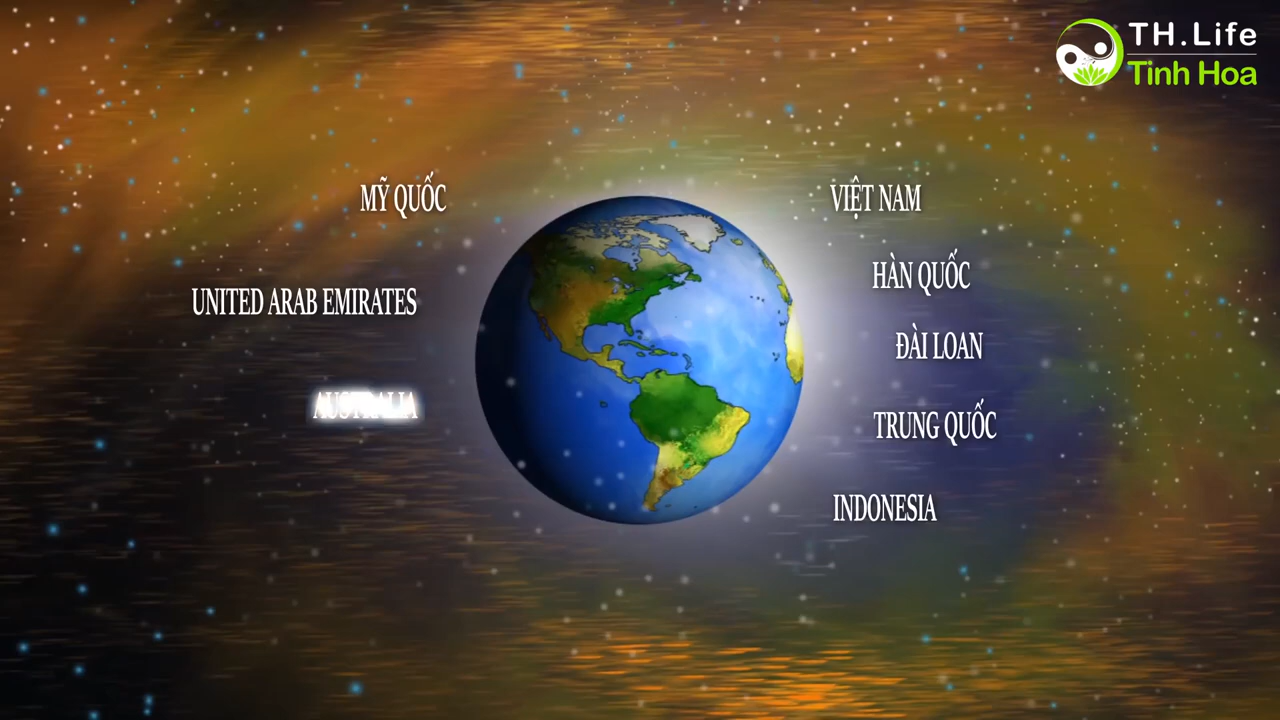 TH.Life
Tinh Hoa
MỸ QUỐC
VIỆT NAM
HÀN QUỐC
UNITED ARAB EMIRATES
ĐÀI LOAN
AUSTRALIA
TRUNG QUỐC
INDONESIA